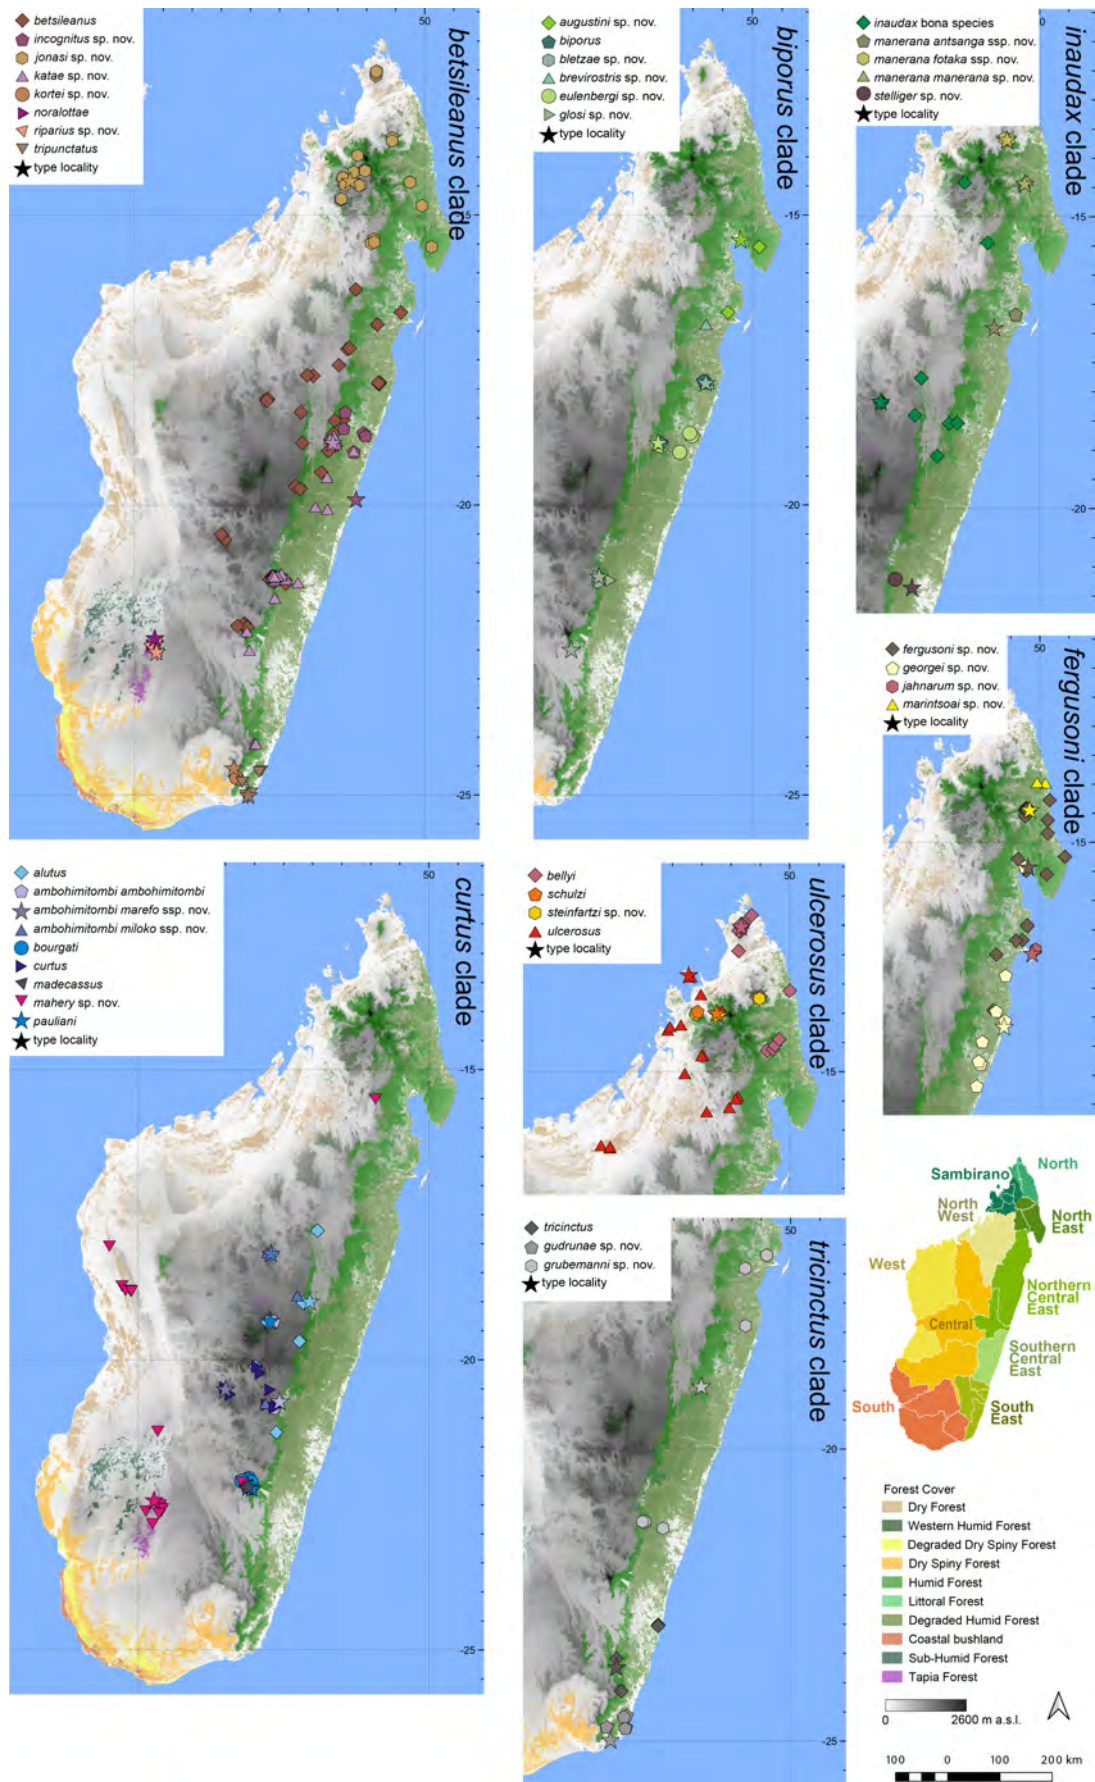 betsileanus
incognitus sp. nov.
jonasi sp. nov.
katae sp. nov.
kortei sp. nov.
noralottae
riparius sp. nov.
tripunctatus
type locality
betsileanus clade
50
-15
-20
-25
augustini sp. nov.
biporus
bletzae sp. nov.
brevirostris sp. nov.
eulenbergi sp. nov.
glosi sp. nov.
type locality
biporus clade
50
-15
-20
-25
inaudax bona species
manerana antsanga ssp. nov.
manerana fotaka ssp. nov.
manerana manerana sp. nov.
stelliger sp. nov.
type locality
inaudax clade
0
-15
-20
fergusoni sp. nov.
georgei sp. nov.
jahnarum sp. nov.
marintsoai sp. nov.
type locality
fergusoni clade
50
-15
alutus
ambohimitombi ambohimitombi
ambohimitombi marefo ssp. nov.
ambohimitombi miloko ssp. nov.
bourgati
curtus
madecassus
mahery sp. nov.
pauliani
type locality
curtus clade
50
-15
-20
-25
bellyi
schulzi
steinfartzi sp. nov.
ulcerosus
type locality
ulcerosus clade
50
-15
tricinctus
gudrunae sp. nov.
grubemanni sp. nov.
type locality
tricinctus clade
50
-20
-25
Sambirano
North
North
West
North
East
West
Northern
Central
East
Central
Southern
Central
East
South
South
East
Forest Cover
Dry Forest
Western Humid Forest
Degraded Dry Spiny Forest
Dry Spiny Forest
Humid Forest
Littoral Forest
Degraded Humid Forest
Coastal bushland
Sub-Humid Forest
Tapia Forest
0 2600 m a.s.l.
100 0 100 200 km